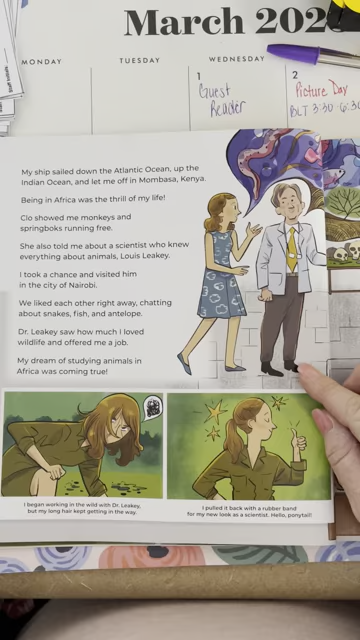 March 202
MONDAY
TUESDAY
WEDNESDAY
1
Guest
Reader
2
Picture Day
BLT 3:30
My ship sailed down the Atlantic Ocean, up the
Indian Ocean, and let me off in Mombasa, Kenya.
Being in Africa was the thrill of my life!
Clo showed me monkeys and
springboks running free.
She also told me about a scientist who knew
everything about animals, Louis Leakey.
I took a chance and visited him
in the city of Nairobi.
We liked each other right away, chatting
about snakes, fish, and antelope.
Dr. Leakey saw how much I loved
wildlife and offered me a job.
My dream of studying animals in
Africa was coming true!
I began working in the wild with Dr. Leakey,
but my long hair kept getting in the way.
I pulled it back with a rubber band
for my new look as a scientist. Hello, ponytail!